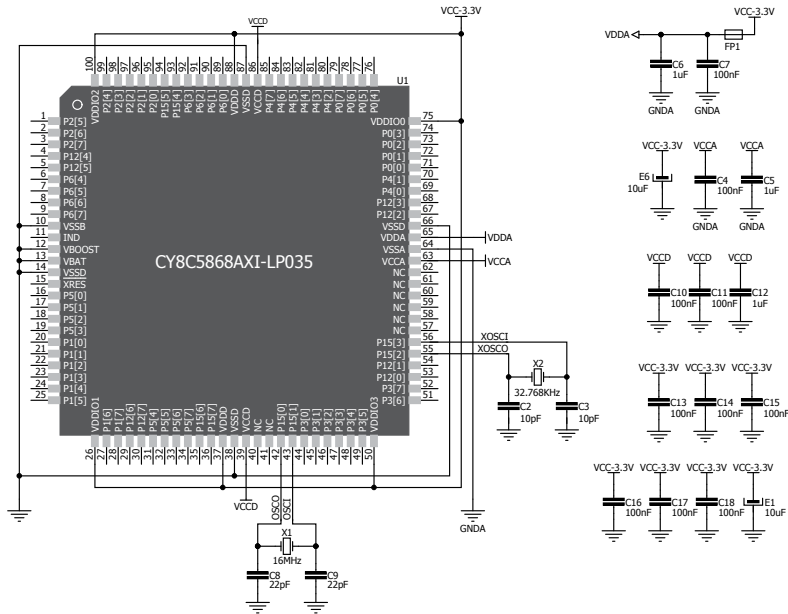 VCCD
VCC-3.3V
100 99 98 97 96 95 94 93 92 91 90 89 88 87 86 85 84 83 82 81 80 79 78 77 76
U1
VDDIO2 P2[4] P2[3] P2[2] P2[1] P2[0] P15[5] P15[4] P6[3] P6[2] P6[1] P6[0] VDDD VSSD VCCD P4[7] P4[6] P4[5] P4[4] P4[3] P4[2] P0[7] P0[6] P0[5] P0[4]
1 P2[5]
2 P2[6]
3 P2[7]
4 P12[4]
5 P12[5]
6 P6[4]
7 P6[5]
8 P6[6]
9 P6[7]
10 VSSB
11 IND
12 VBOOST
13 VBAT
14 VSSD
15 XRES
16 P5[0]
17 P5[1]
18 P5[2]
19 P5[3]
20 P1[0]
21 P1[1]
22 P1[2]
23 P1[3]
24 P1[4]
25 P1[5]
CY8C5868AXI-LP035
VDDIO0 75
P0[3] 74
P0[2] 73
P0[1] 72
P0[0] 71
P4[1] 70
P4[0] 69
P12[3] 68
P12[2] 67
VSSD 66
VDDA 65 VDDA
VSSA 64
VCCA 63 VCCA
NC 62
NC 61
NC 60
NC 59
NC 58
NC 57
P15[3] 56 XOSCI
P15[2] 55 XOSCO
P12[1] 54
P12[0] 53
P3[7] 52
P3[6] 51
VDDIO1 P1[6] P1[7] P12[6] P12[7] P5[4] P5[5] P5[6] P5[7] P15[6] P15[7] VDDD VSSD VCCD NC NC P15[0] P15[1] P3[0] P3[1] P3[2] P3[3] P3[4] P3[5] VDDIO3
26 27 28 29 30 31 32 33 34 35 36 37 38 39 40 41 42 43 44 45 46 47 48 49 50
VCCD
OSCO
OSCI
GNDA
X1
16MHz
C8
22pF
C9
22pF
X2
32.768KHz
C2
10pF
C3
10pF
VCC-3.3V
VDDA
FP1
C6
1uF
C7
100nF
GNDA
GNDA
VCC-3.3V
VCCA
VCCA
E6
10uF
C4
100nF
C5
1uF
GNDA
GNDA
VCCD
VCCD
VCCD
C10
100nF
C11
100nF
C12
1uF
VCC-3.3V
VCC-3.3V
VCC-3.3V
C13
100nF
C14
100nF
C15
100nF
VCC-3.3V
VCC-3.3V
VCC-3.3V
VCC-3.3V
C16
100nF
C17
100nF
C18
100nF
E1
10uF